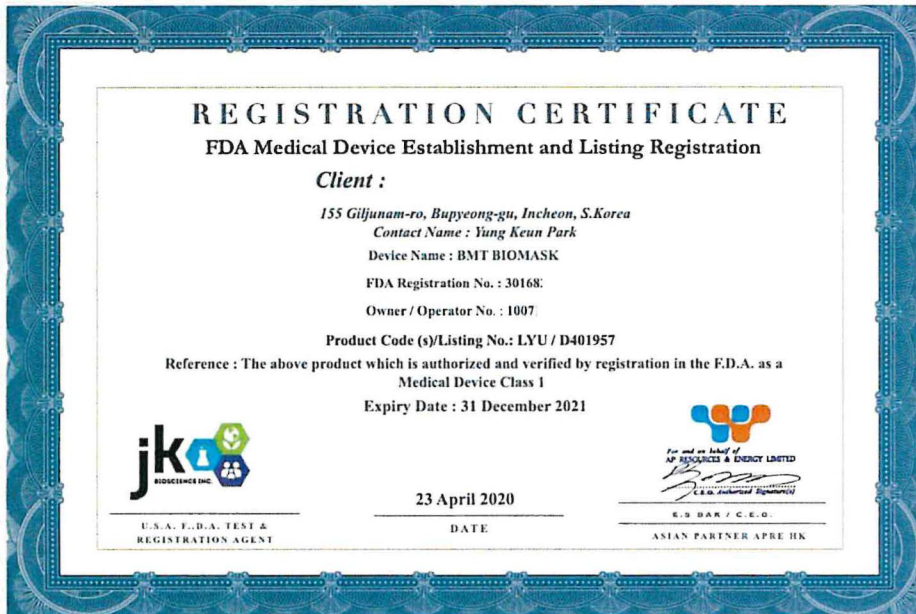 REGISTRATION CERTIFICATE
FDA Medical Device Establishment and Listing Registration
Client :
155 Giljunam-ro, Bupyeong-gu, Incheon, S.Korea
Contact Name : Yung Keun Park
Device Name : BMT BIOMASK
FDA Registration No. : 30168
Owner / Operator No. : 1007
Product Code (s)/Listing No.: LYU / D401957
Reference : The above product which is authorized and verified by registration in the F.D.A. as a
Medical Device Class 1
Expiry Date : 31 December 2021
jk
BIOSCIENCE INC.
U.S.A. F.D.A. TEST &
REGISTRATION AGENT
23 April 2020
DATE
For and on behalf of
AP RESOURCES & ENERGY LIMITED
C.E.O. Authorized Signature(s)
E.S BAK / C.E.O.
ASIAN PARTNER APRE HK